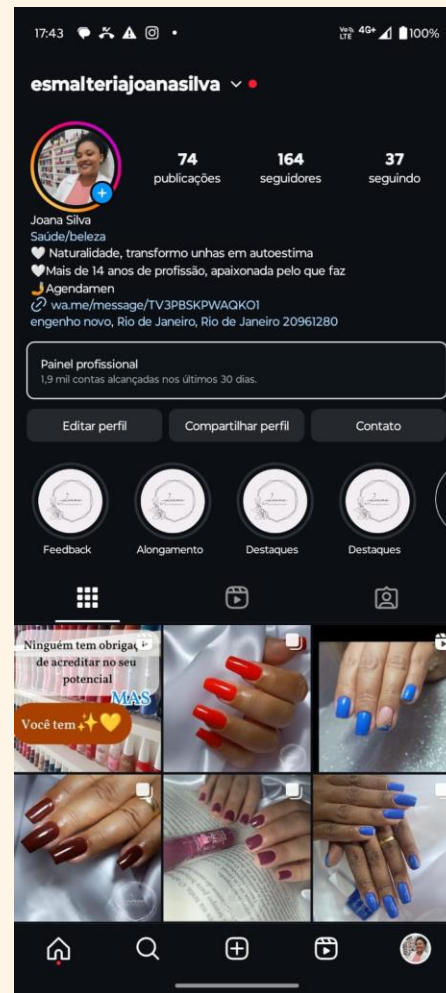 17:43
Vo)) 4G+
LTE
100%
esmalteriajoanasilva
74
164
37
publicações
seguidores
seguindo
Joana Silva
Saúde/beleza
🤍 Naturalidade, transformo unhas em autoestima
🤍Mais de 14 anos de profissão, apaixonada pelo que faz
🤳Agendamen
wa.me/message/TV3PBSKPWAQKO1
engenho novo, Rio de Janeiro, Rio de Janeiro 20961280
Painel profissional
1,9 mil contas alcançadas nos últimos 30 dias.
Editar perfil
Compartilhar perfil
Contato
Feedback
Alongamento
Destaques
Destaques
Ninguém tem obrigaç
de acreditar no seu
potencial
MAS
Você tem✨💛